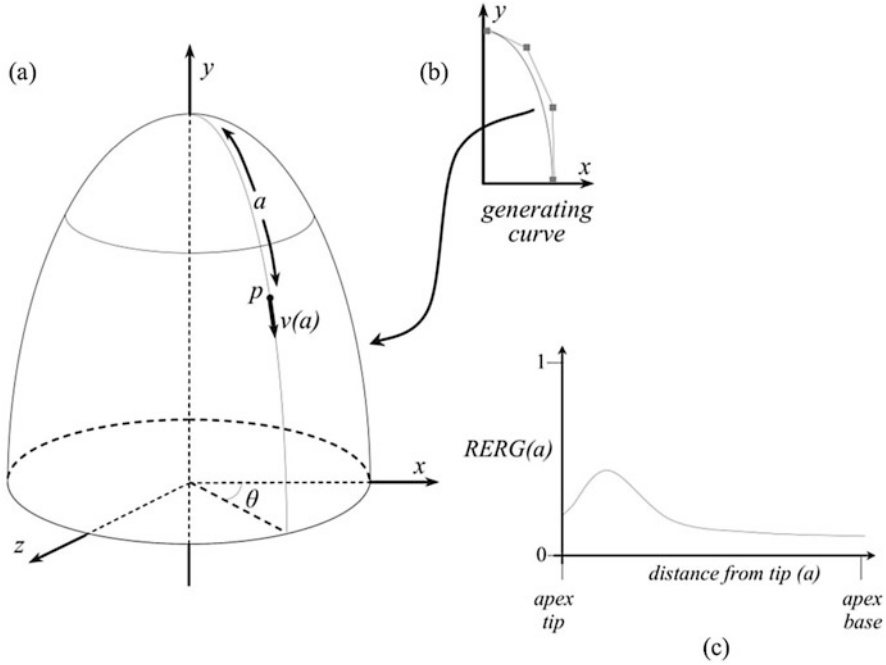 (a)
y
a
p
v(a)
x
θ
z
(b)
y
x
generating
curve
1
RERG(a)
0
distance from tip (a)
apex
tip
apex
base
(c)